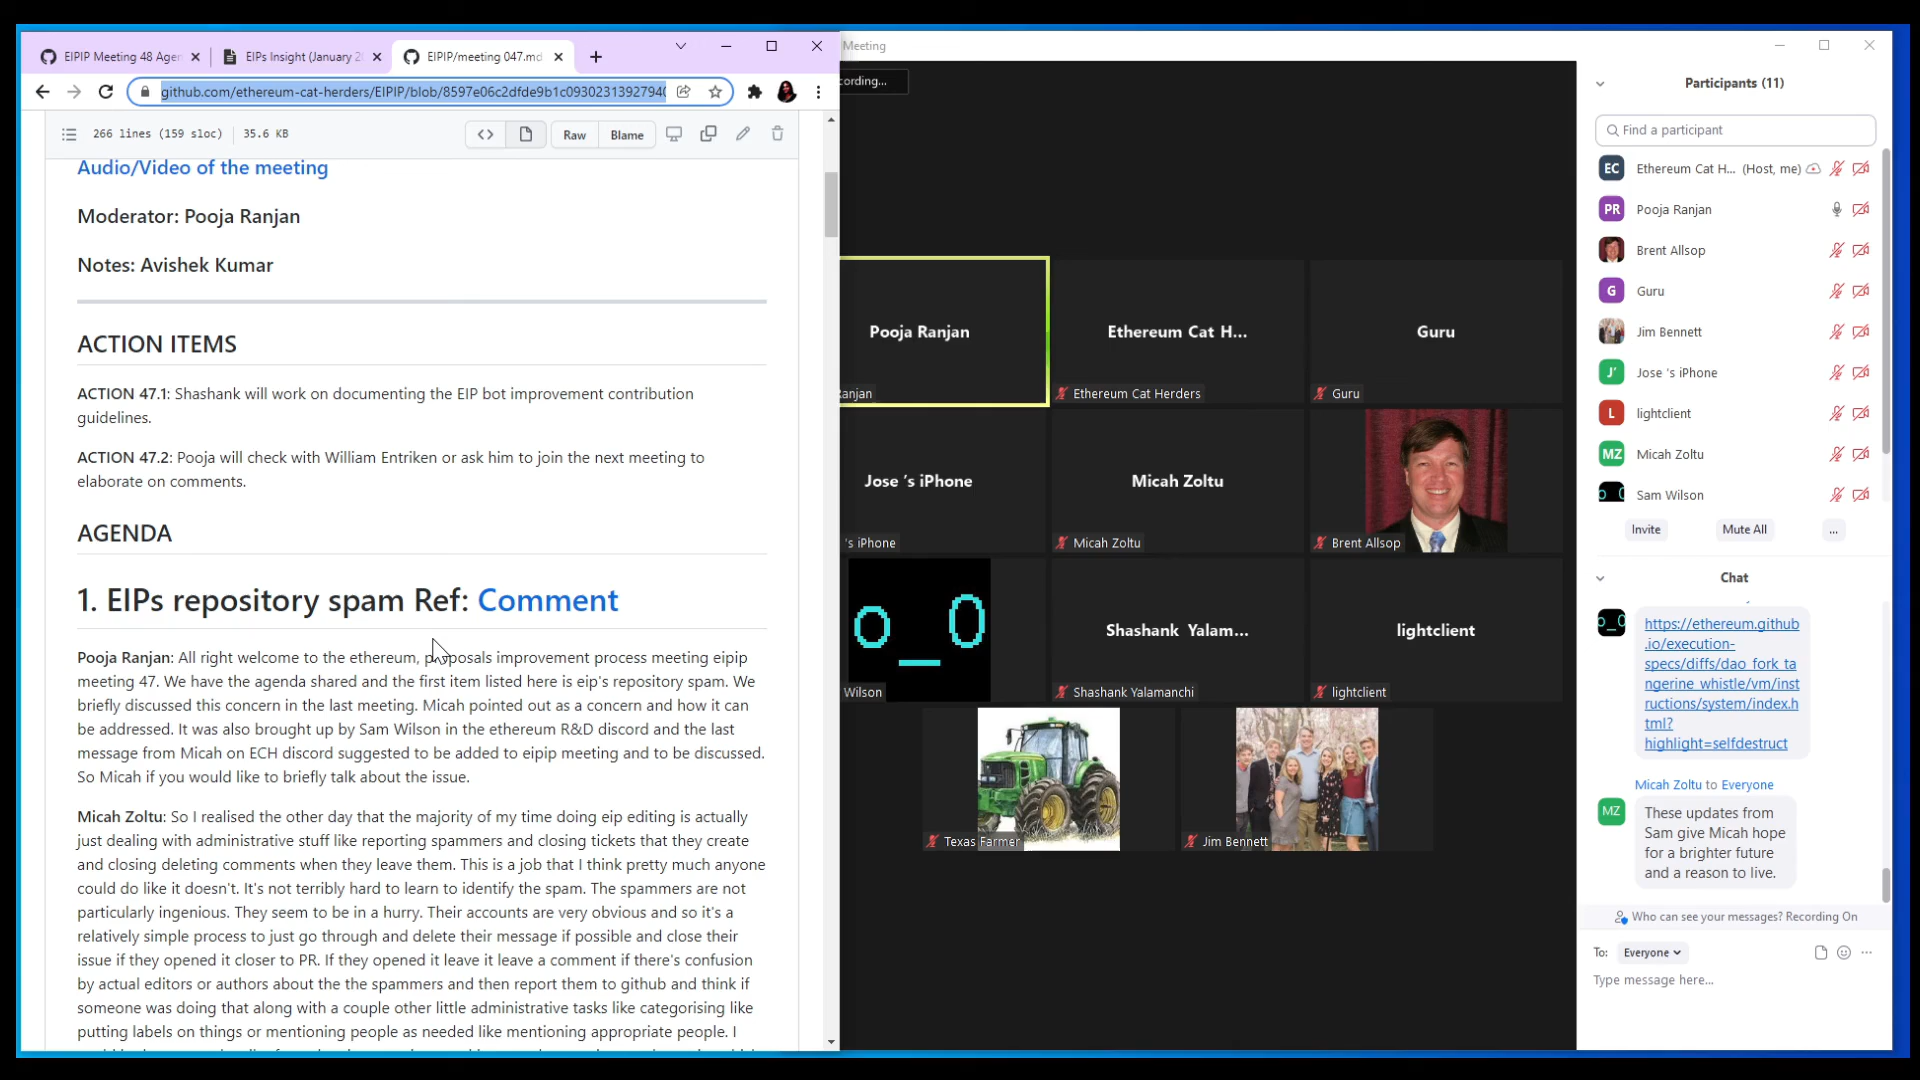 EIPIP Meeting 48 Agen
EIPs Insight (January 2
EIPIP/meeting 047.md
github.com/ethereum-cat-herders/EIPIP/blob/8597e06c2dfde9b1c09302313927940
266 lines (159 sloc)
35.6 KB
Raw
Blame
Audio/Video of the meeting
Moderator: Pooja Ranjan
Notes: Avishek Kumar
ACTION ITEMS
ACTION 47.1: Shashank will work on documenting the EIP bot improvement contribution
guidelines.
ACTION 47.2: Pooja will check with William Entriken or ask him to join the next meeting to
elaborate on comments.
AGENDA
1. EIPs repository spam Ref: Comment
Pooja Ranjan: All right welcome to the ethereum, proposals improvement process meeting eipip
meeting 47. We have the agenda shared and the first item listed here is eip's repository spam. We
briefly discussed this concern in the last meeting. Micah pointed out as a concern and how it can
be addressed. It was also brought up by Sam Wilson in the ethereum R&D discord and the last
message from Micah on ECH discord suggested to be added to eipip meeting and to be discussed.
So Micah if you would like to briefly talk about the issue.
Micah Zoltu: So I realised the other day that the majority of my time doing eip editing is actually
just dealing with administrative stuff like reporting spammers and closing tickets that they create
and closing deleting comments when they leave them. This is a job that I think pretty much anyone
could do like it doesn't. It's not terribly hard to learn to identify the spam. The spammers are not
particularly ingenious. They seem to be in a hurry. Their accounts are very obvious and so it's a
relatively simple process to just go through and delete their message if possible and close their
issue if they opened it closer to PR. If they opened it leave it leave a comment if there's confusion
by actual editors or authors about the the spammers and then report them to github and think if
someone was doing that along with a couple other little administrative tasks like categorising like
putting labels on things or mentioning people as needed like mentioning appropriate people. I
Meeting
cording...
Pooja Ranjan
Ranjan
Ethereum Cat H...
Ethereum Cat Herders
Guru
Guru
Jose 's iPhone
's iPhone
Micah Zoltu
Micah Zoltu
Brent Allsop
o_O
Wilson
Shashank Yalam...
Shashank Yalamanchi
lightclient
lightclient
Texas Farmer
Jim Bennett
Participants (11)
Find a participant
EC Ethereum Cat H... (Host, me)
PR Pooja Ranjan
Brent Allsop
G Guru
Jim Bennett
J' Jose 's iPhone
L lightclient
MZ Micah Zoltu
Sam Wilson
Invite
Mute All
...
Chat
https://ethereum.github
.io/execution-
specs/diffs/dao_fork_ta
ngerine_whistle/vm/inst
ructions/system/index.h
tml?
highlight=selfdestruct
Micah Zoltu to Everyone
MZ
These updates from
Sam give Micah hope
for a brighter future
and a reason to live.
Who can see your messages? Recording On
To: Everyone
Type message here...